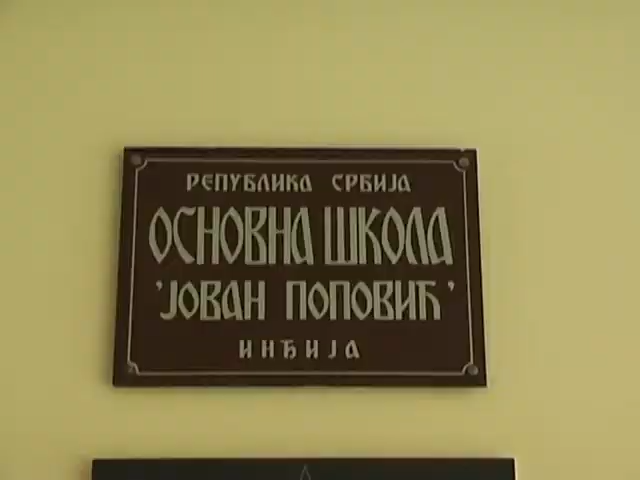 РЕПУБЛИКА СРБИЈА
ОСНОВНА ШКОЛА
'ЈОВАН ПОПОВИЋ'
ИНЂИЈА